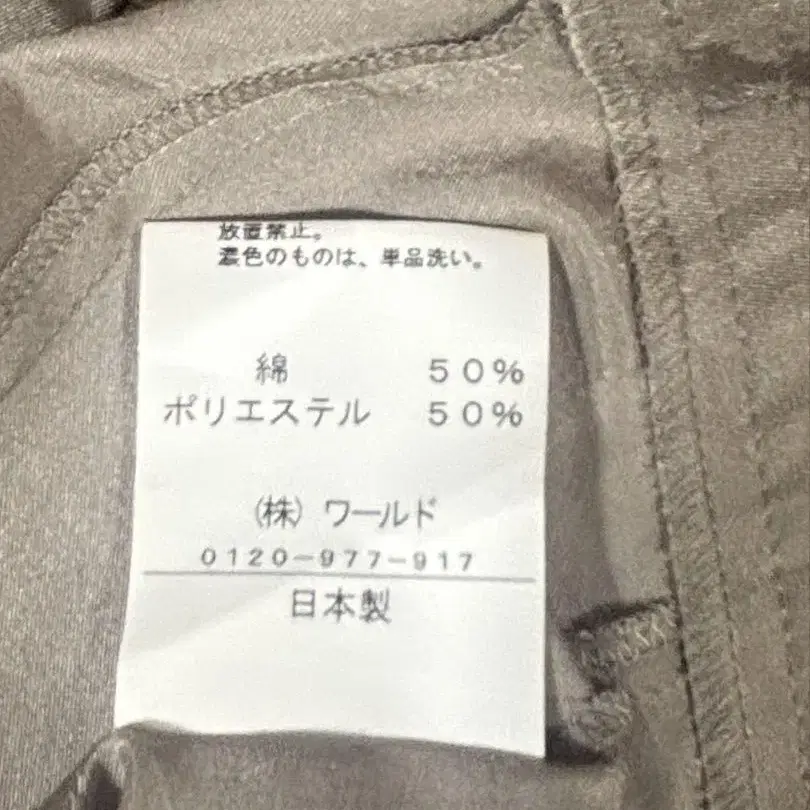 放置禁止。
濃色のものは、単品洗い。
綿 50%
ポリエステル 50%
(株) ワールド
0120-977-917
日本製